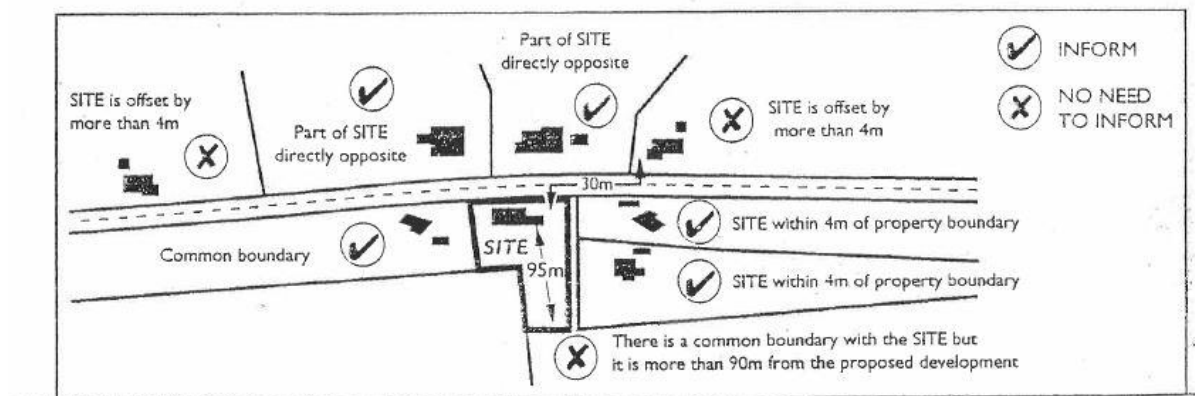 Part of SITE
directly opposite
INFORM
NO NEED
TO INFORM
SITE is offset by
more than 4m
Part of SITE
directly opposite
SITE is offset by
more than 4m
30m
SITE within 4m of property boundary
Common boundary
SITE
95m
SITE within 4m of property boundary
There is a common boundary with the SITE but
it is more than 90m from the proposed development